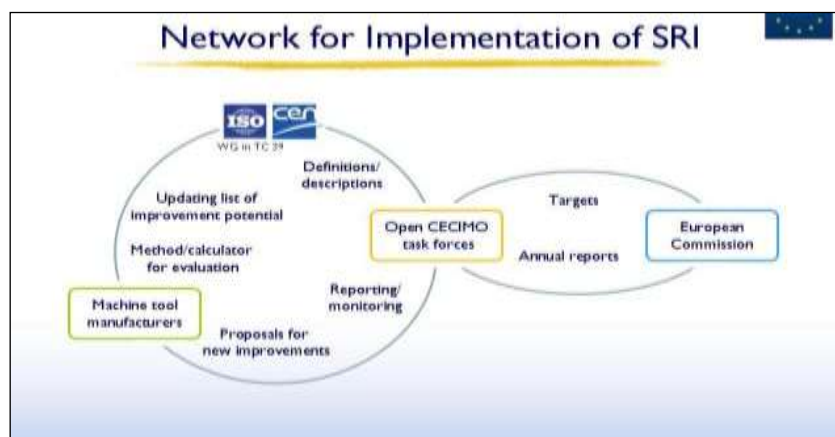 Network for Implementation of SRI
ISO
cen
WG in TC 39
Definitions/
descriptions
Updating list of
improvement potential
Method/calculator
for evaluation
Open CECIMO
task forces
Targets
Annual reports
European
Commission
Machine tool
manufacturers
Reporting/
monitoring
Proposals for
new improvements